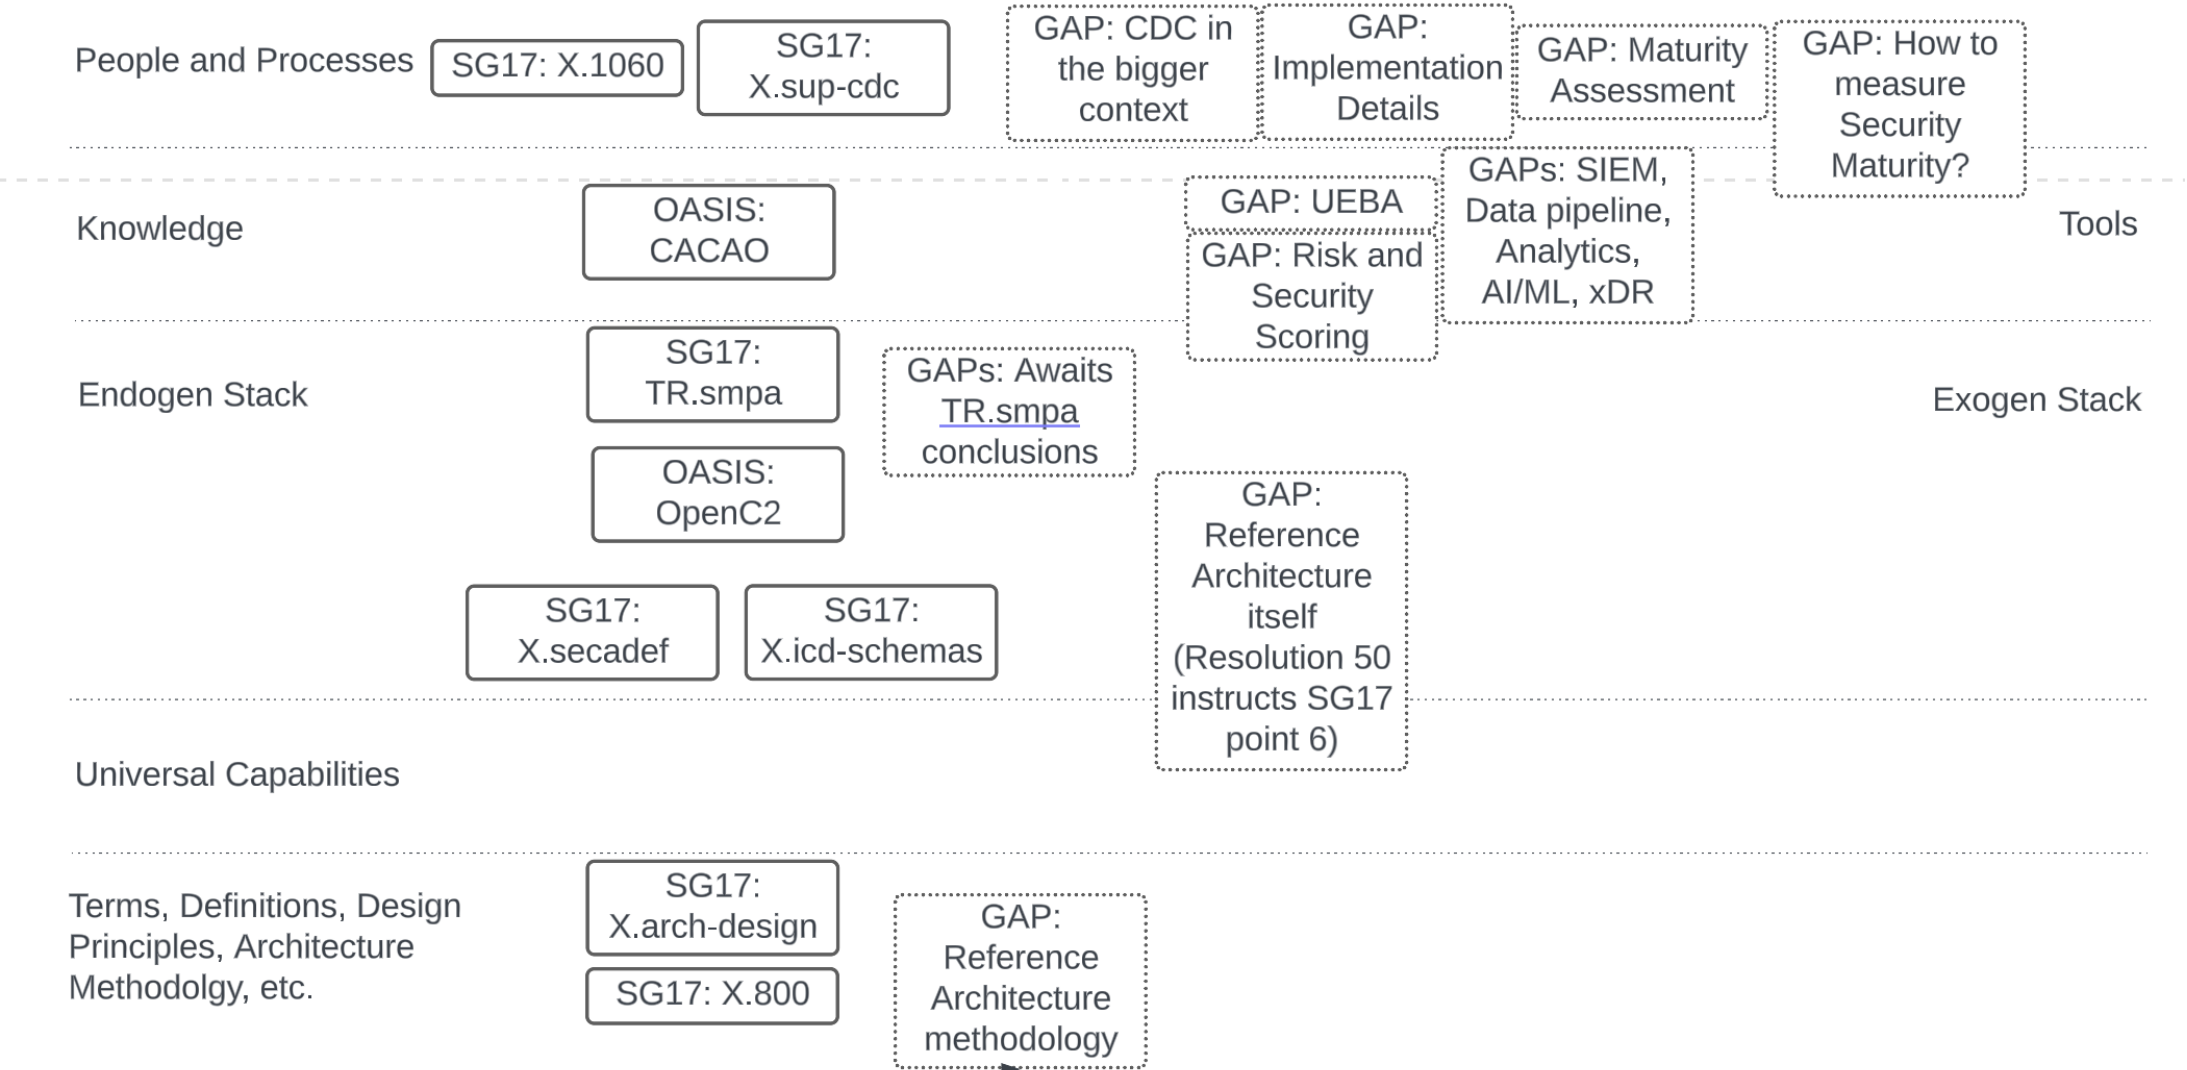 People and Processes
SG17: X.1060
SG17:
X.sup-cdc
GAP: CDC in
the bigger
context
GAP:
Implementation
Details
GAP: Maturity
Assessment
GAP: How to
measure
Security
Maturity?
Knowledge
OASIS:
CACAO
GAP: UEBA
GAP: Risk and
Security
Scoring
GAPs: SIEM,
Data pipeline,
Analytics,
AI/ML, xDR
Tools
Endogen Stack
SG17:
TR.smpa
GAPs: Awaits
TR.smpa
conclusions
Exogen Stack
OASIS:
OpenC2
SG17:
X.secadef
SG17:
X.icd-schemas
GAP:
Reference
Architecture
itself
(Resolution 50
instructs SG17
point 6)
Universal Capabilities
Terms, Definitions, Design
Principles, Architecture
Methodolgy, etc.
SG17:
X.arch-design
SG17: X.800
GAP:
Reference
Architecture
methodology